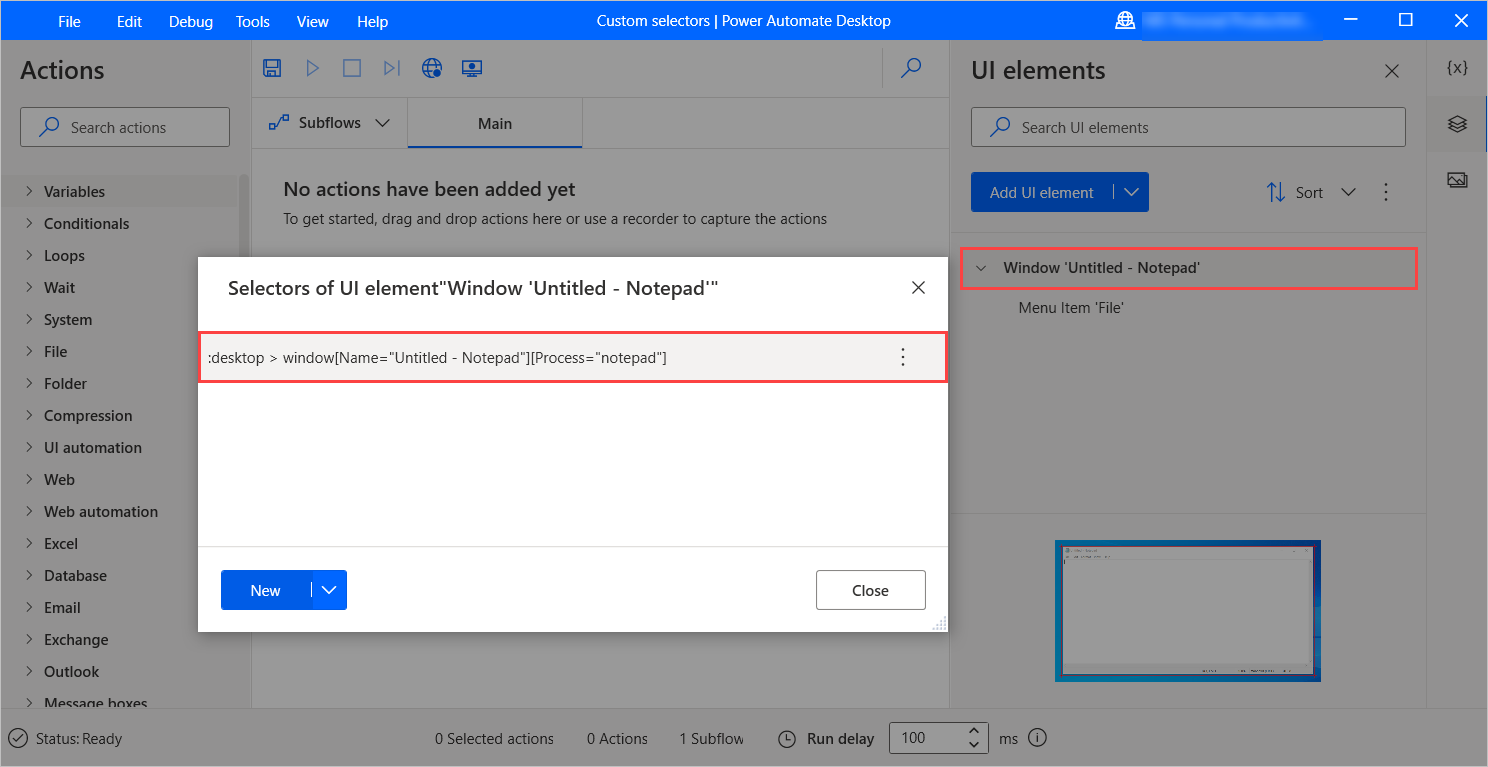 File Edit Debug Tools View Help Custom selectors | Power Automate Desktop
Actions
Search actions
Variables
Conditionals
Loops
Wait
System
File
Folder
Compression
UI automation
Web
Web automation
Excel
Database
Email
Exchange
Outlook
Message boxes
Subflows Main
No actions have been added yet
To get started, drag and drop actions here or use a recorder to capture the actions
Selectors of UI element"Window 'Untitled - Notepad'"
:desktop > window[Name="Untitled - Notepad"][Process="notepad"]
New Close
UI elements
{x}
Search UI elements
Add UI element Sort
Window 'Untitled - Notepad'
Menu Item 'File'
Status: Ready 0 Selected actions 0 Actions 1 Subflow Run delay 100 ms